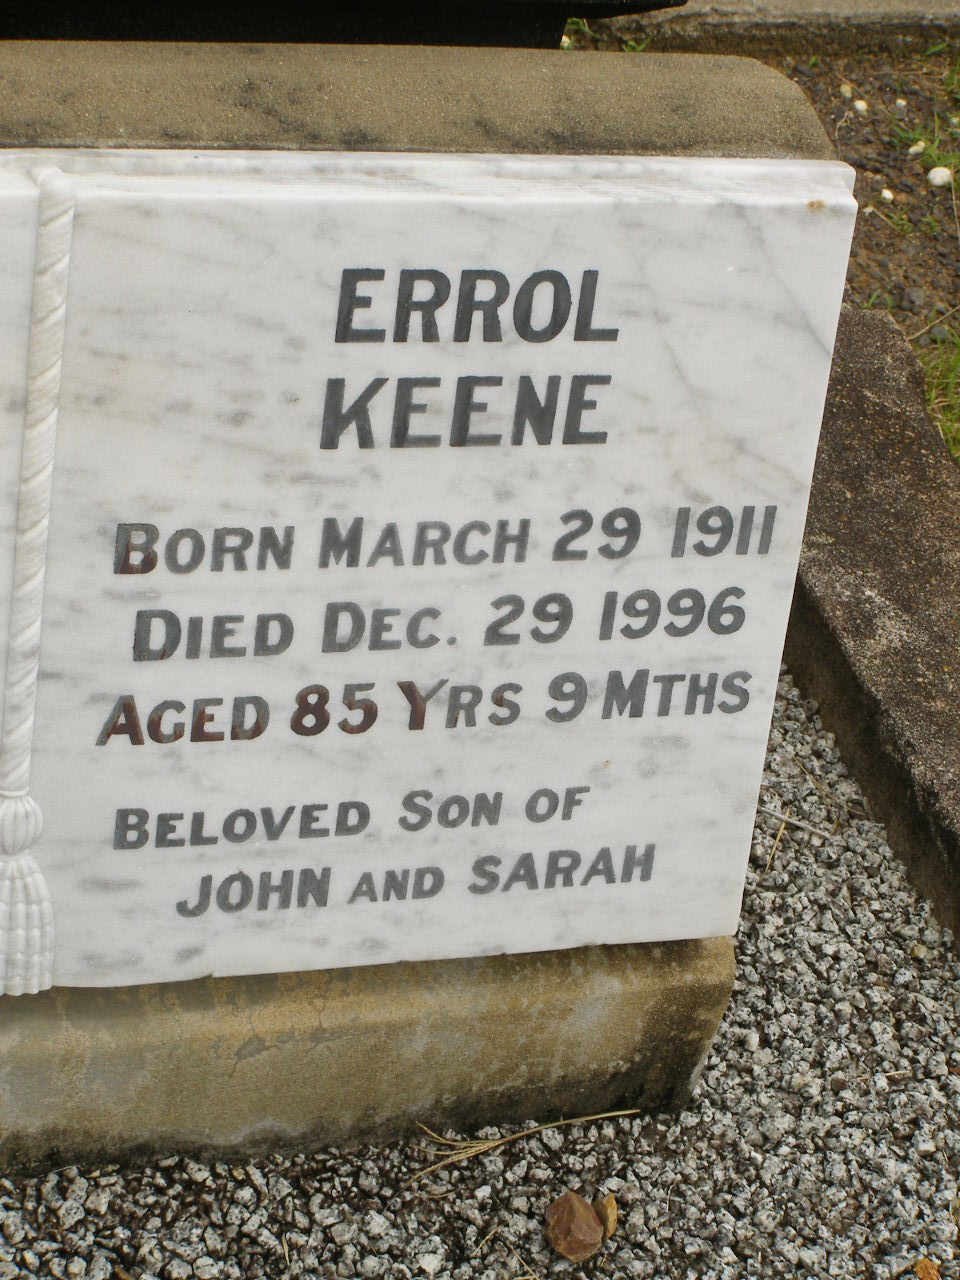 ERROL
KEENE
BORN MARCH 29 1911
DIED DEC. 29 1996
AGED 85 YRS 9 MTHS
BELOVED SON OF
JOHN AND SARAH